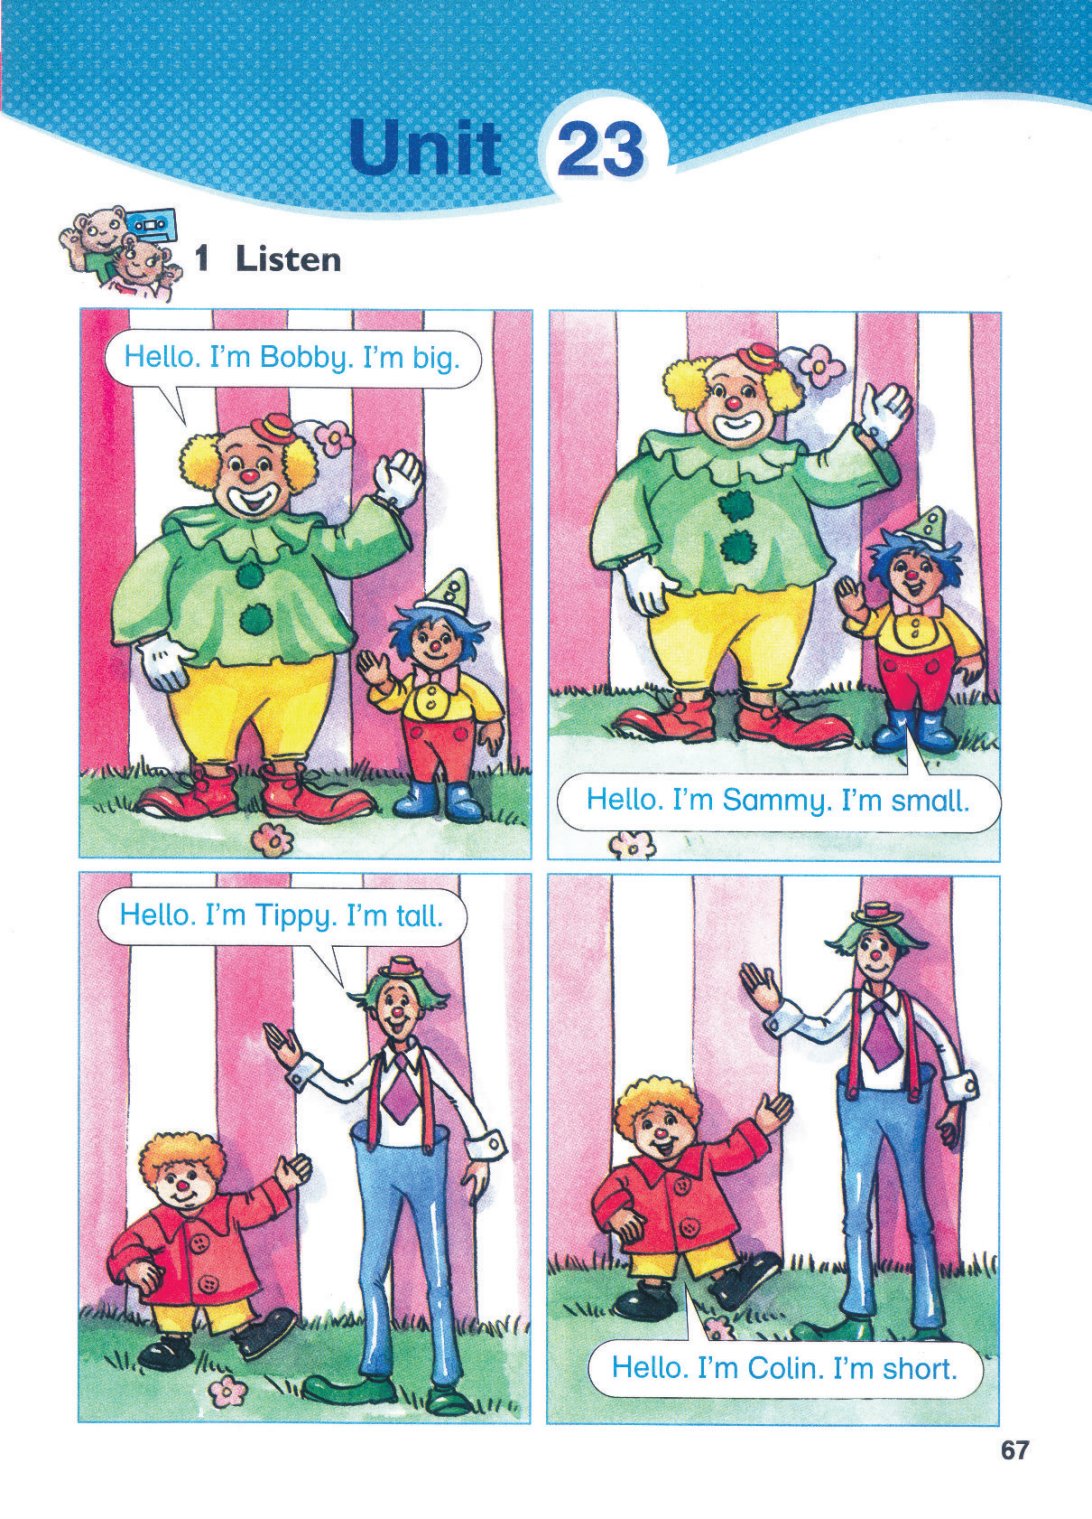 Unit 23
1 Listen
Hello. I'm Bobby. I'm big.
Hello. I'm Sammy. I'm small.
Hello. I'm Tippy. I'm tall.
Hello. I'm Colin. I'm short.
67